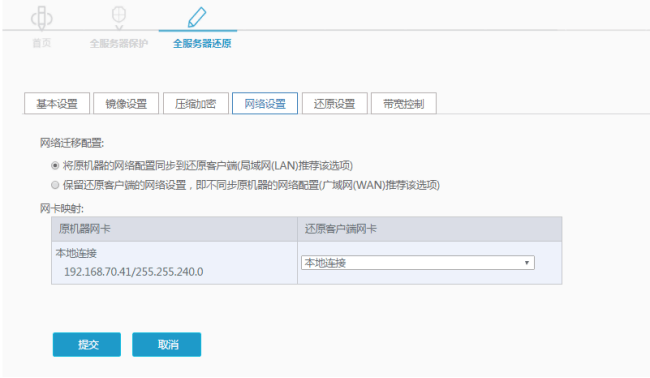 首页 全服务器保护 全服务器还原
基本设置 镜像设置 压缩加密 网络设置 还原设置 带宽控制
网络迁移配置:
将原机器的网络配置同步到还原客户端(局域网(LAN)推荐该选项)
保留还原客户端的网络设置，即不同步原机器的网络配置(广域网(WAN)推荐该选项)
网卡映射:
原机器网卡 还原客户端网卡
本地连接
192.168.70.41/255.255.240.0
本地连接
提交 取消